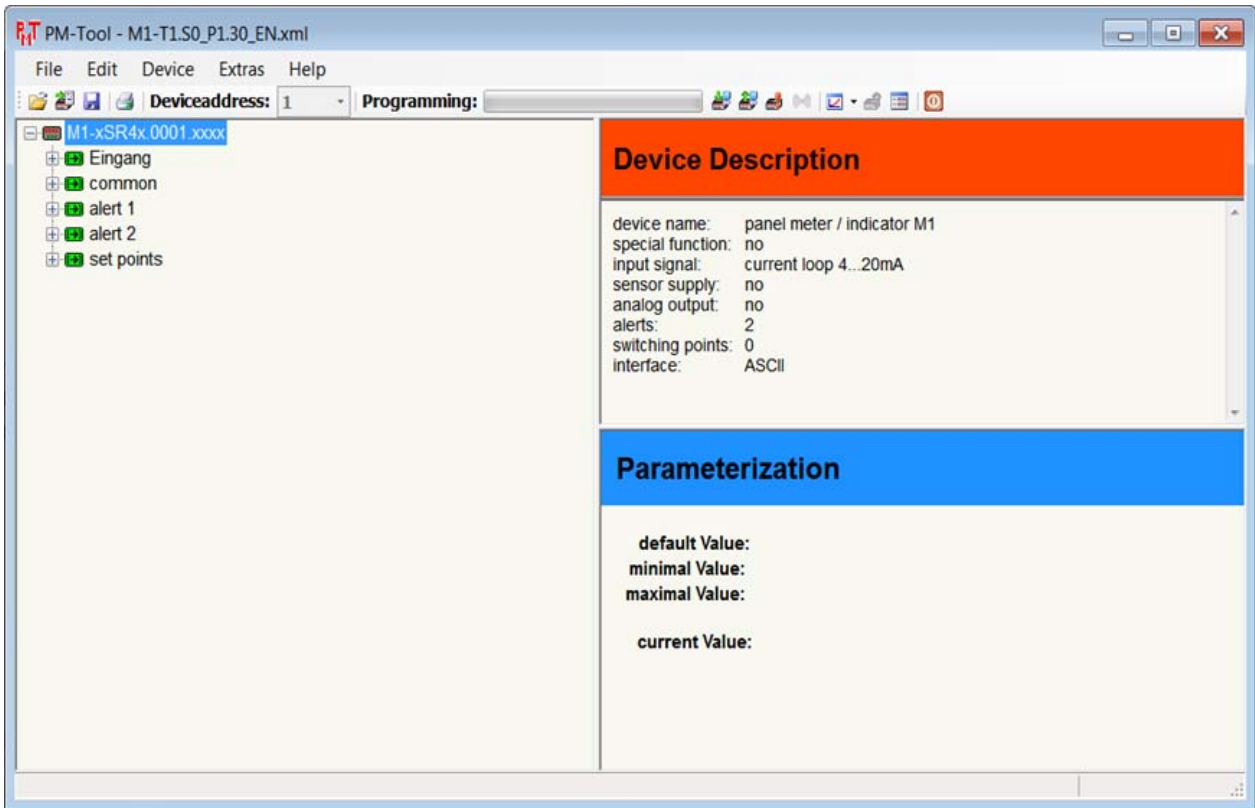 PMT PM-Tool - M1-T1.S0_P1.30_EN.xml
File Edit Device Extras Help
Deviceaddress: 1 Programming:
M1-xSR4x.0001.xxxx
Eingang
common
alert 1
alert 2
set points
Device Description
device name: panel meter / indicator M1
special function: no
input signal: current loop 4...20mA
sensor supply: no
analog output: no
alerts: 2
switching points: 0
interface: ASCII
Parameterization
default Value:
minimal Value:
maximal Value:
current Value: